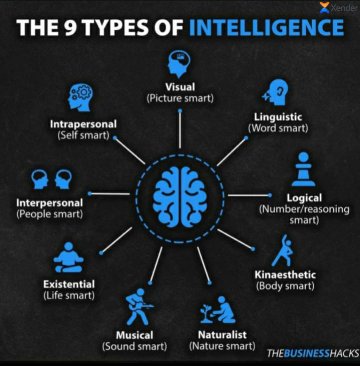 Xender
THE 9 TYPES OF INTELLIGENCE
Visual
(Picture smart)
Linguistic
(Word smart)
Logical
(Number/reasoning
smart)
Kinaesthetic
(Body smart)
Naturalist
(Nature smart)
Musical
(Sound smart)
Existential
(Life smart)
Interpersonal
(People smart)
Intrapersonal
(Self smart)
THEBUSINESSHACKS